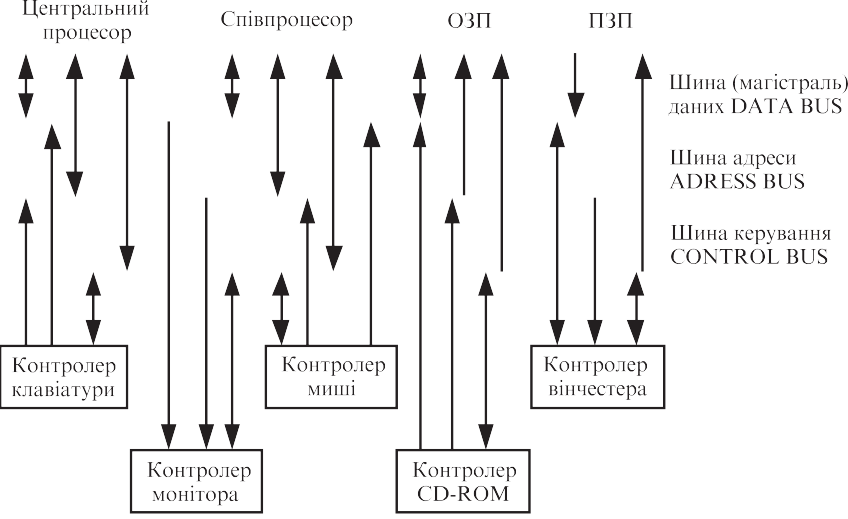 Центральний
процесор
Співпроцесор
ОЗП
ПЗП
Шина (магістраль)
даних DATA BUS
Шина адреси
ADRESS BUS
Шина керування
CONTROL BUS
Контролер
клавіатури
Контролер
миші
Контролер
вінчестера
Контролер
монітора
Контролер
CD-ROM